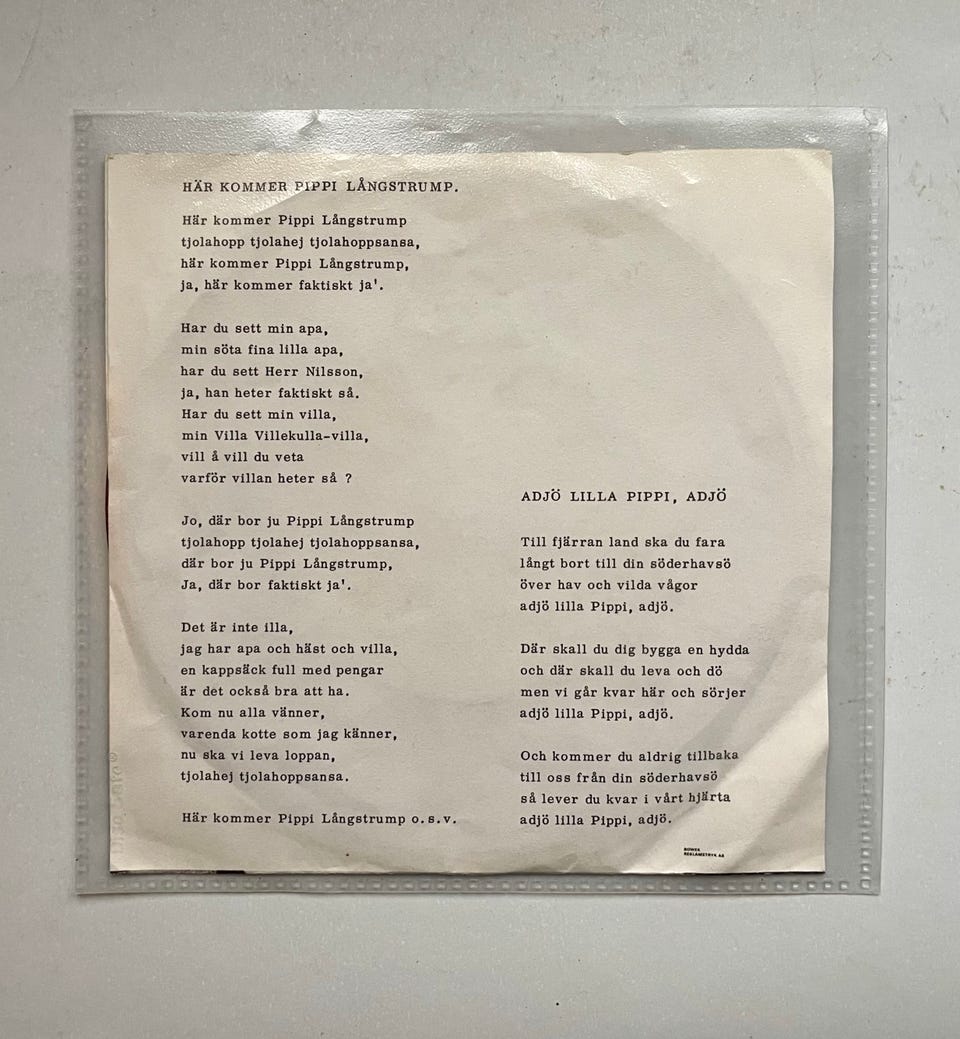 HÄR KOMMER PIPPI LÅNGSTRUMP.
Här kommer Pippi Långstrump
tjolahopp tjolahej tjolahoppsansa,
här kommer Pippi Långstrump,
ja, här kommer faktiskt ja'.
Har du sett min apa,
min söta fina lilla apa,
har du sett Herr Nilsson,
ja, han heter faktiskt så.
Har du sett min villa,
min Villa Villekulla-villa,
vill å vill du veta
varför villan heter så ?
Jo, där bor ju Pippi Långstrump
tjolahopp tjolahej tjolahoppsansa,
där bor ju Pippi Långstrump,
Ja, där bor faktiskt ja'.
Det är inte illa,
jag har apa och häst och villa,
en kappsäck full med pengar
är det också bra att ha.
Kom nu alla vänner,
varenda kotte som jag känner,
nu ska vi leva loppan,
tjolahej tjolahoppsansa.
Här kommer Pippi Långstrump o.s.v.
ADJÖ LILLA PIPPI, ADJÖ
Till fjärran land ska du fara
långt bort till din söderhavsö
över hav och vilda vågor
adjö lilla Pippi, adjö.
Där skall du dig bygga en hydda
och där skall du leva och dö
men vi går kvar här och sörjer
adjö lilla Pippi, adjö.
Och kommer du aldrig tillbaka
till oss från din söderhavsö
så lever du kvar i vårt hjärta
adjö lilla Pippi, adjö.
REKLAMSTRYK AB